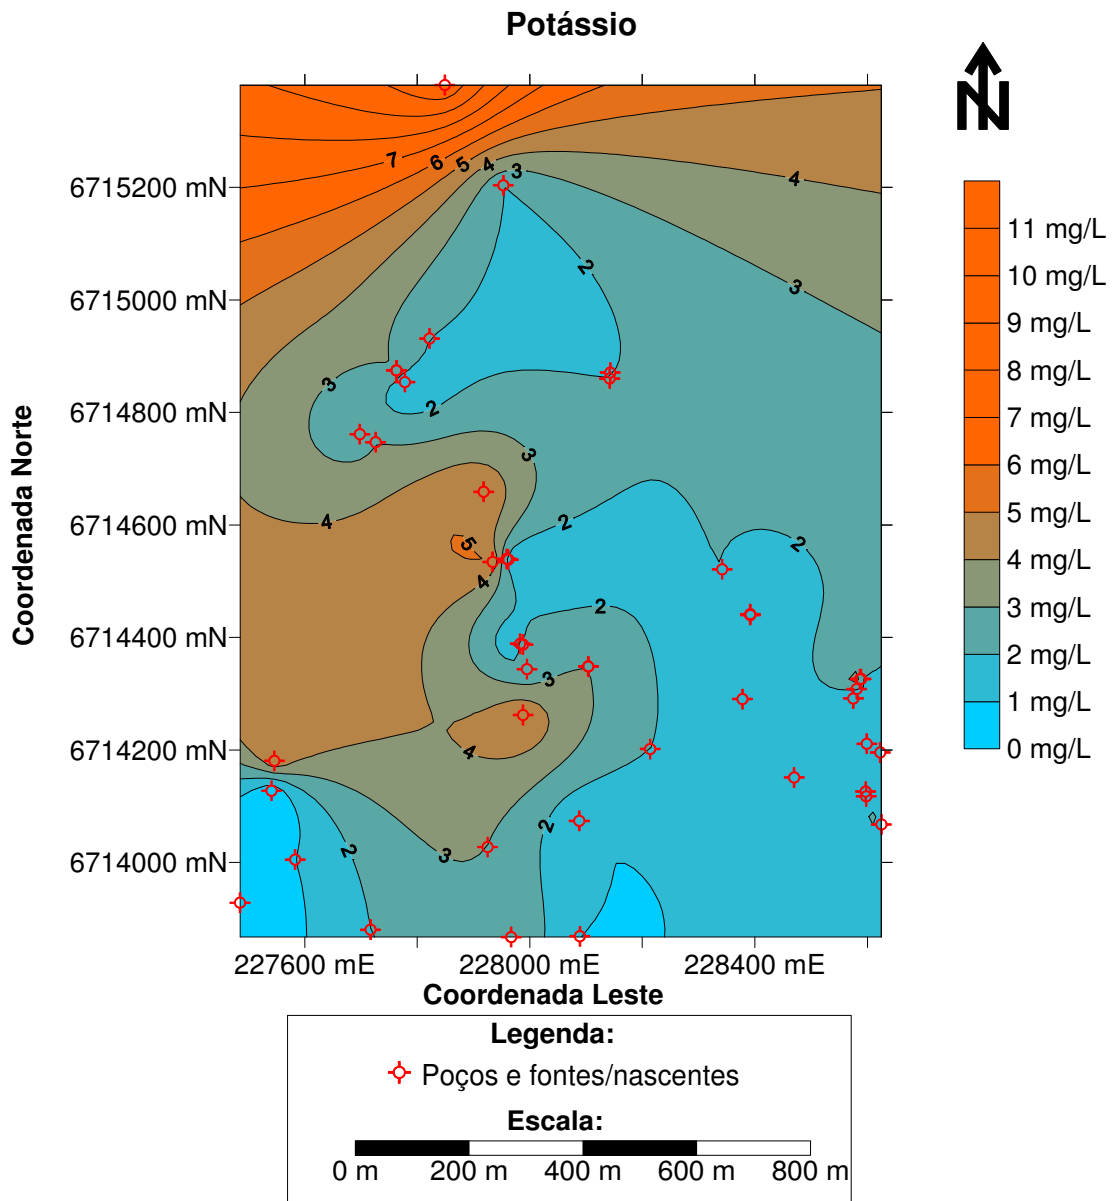 Potássio
N
7
6
5
4
3
4
3
2
3
2
3
4
5
4
2
2
2
3
4
2
3
2
6715200 mN
6715000 mN
6714800 mN
6714600 mN
6714400 mN
6714200 mN
6714000 mN
Coordenada Norte
227600 mE
228000 mE
228400 mE
Coordenada Leste
11 mg/L
10 mg/L
9 mg/L
8 mg/L
7 mg/L
6 mg/L
5 mg/L
4 mg/L
3 mg/L
2 mg/L
1 mg/L
0 mg/L
Legenda:
Poços e fontes/nascentes
Escala:
0 m 200 m 400 m 600 m 800 m